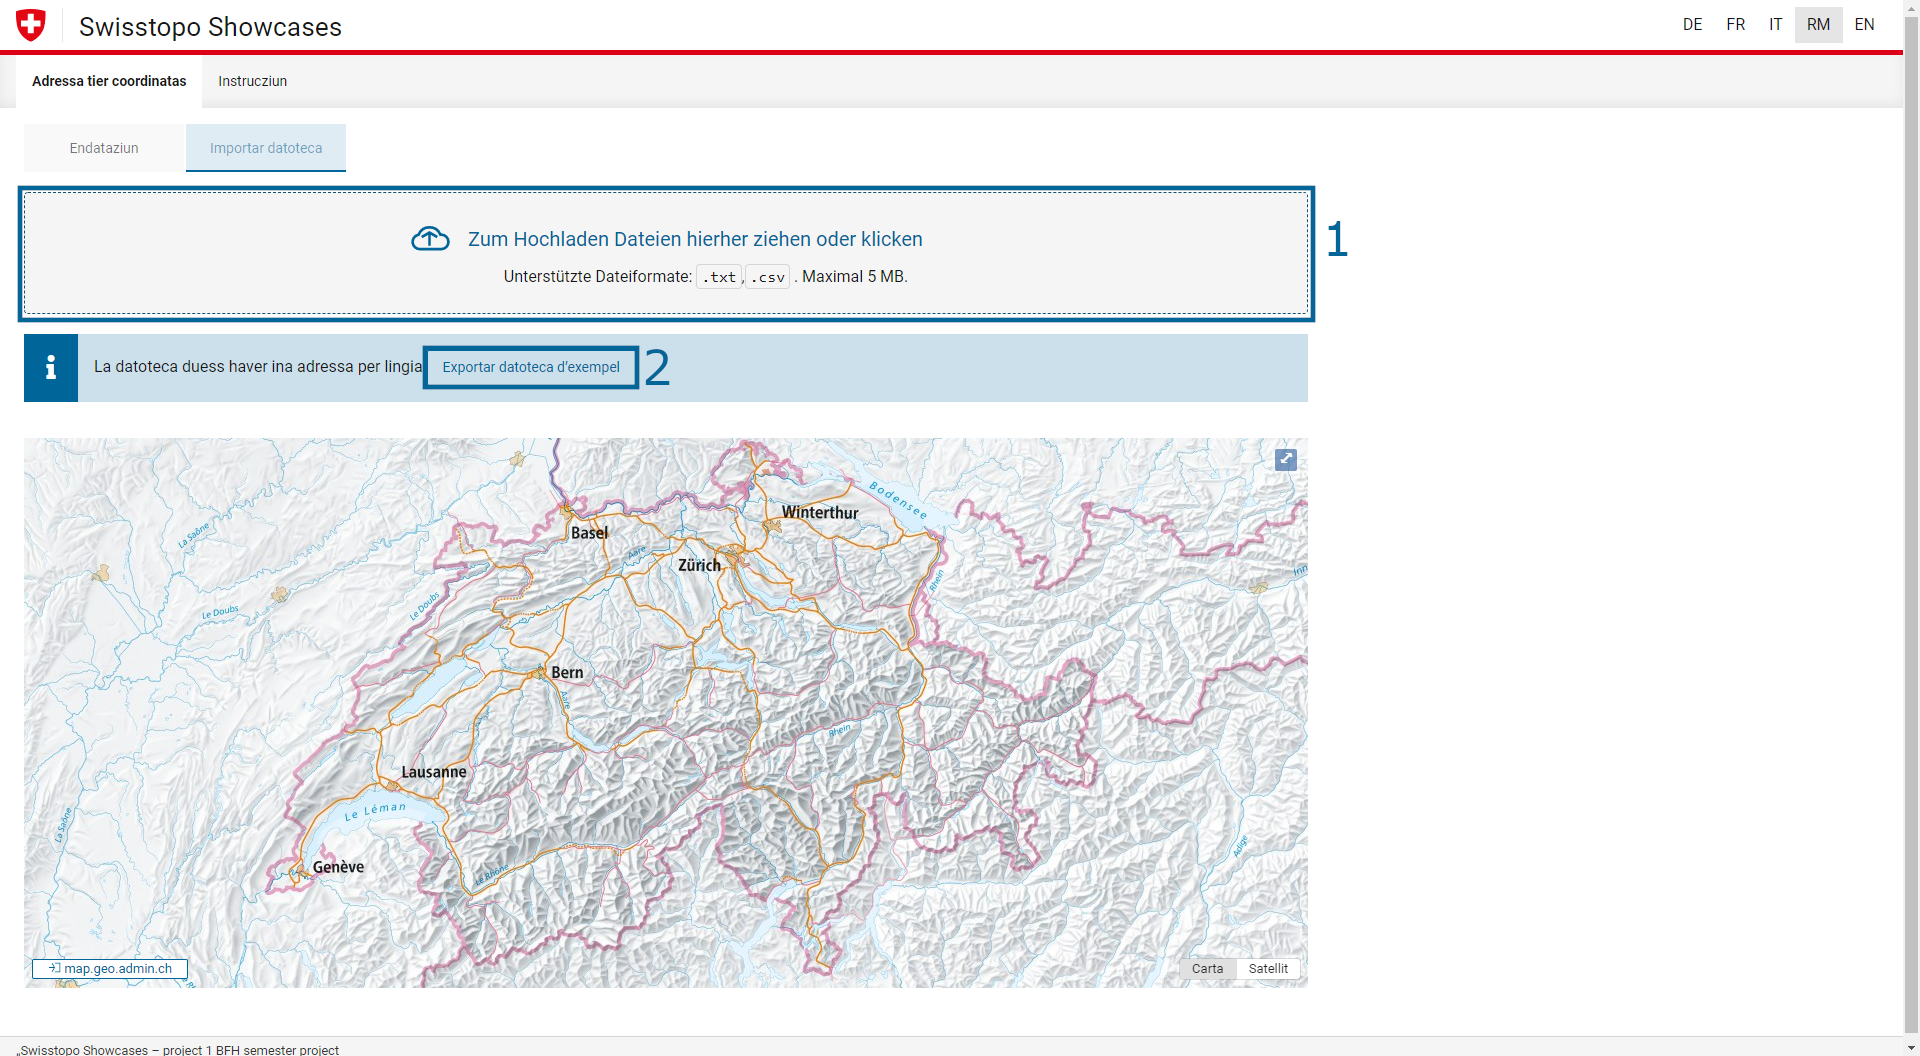 Swisstopo Showcases
DE FR IT RM EN
Adressa tier coordinatas Instrucziun
Endataziun Importar datoteca
Zum Hochladen Dateien hierher ziehen oder klicken
1
Unterstützte Dateiformate: .txt, .csv . Maximal 5 MB.
La datoteca duess haver ina adressa per lingia Exportar datoteca d'exempel 2
Bodensee
Winterthur
La Saône
Basel
Aare
Zürich
Inn
Rhein
Le Doubs
Le Doubs
Bern
Aare
Rhein
Lausanne
Le Léman
La Saône
Adige
Genève
Le Rhône
map.geo.admin.ch
Carta Satellit
„Swisstopo Showcases – project 1 BFH semester project